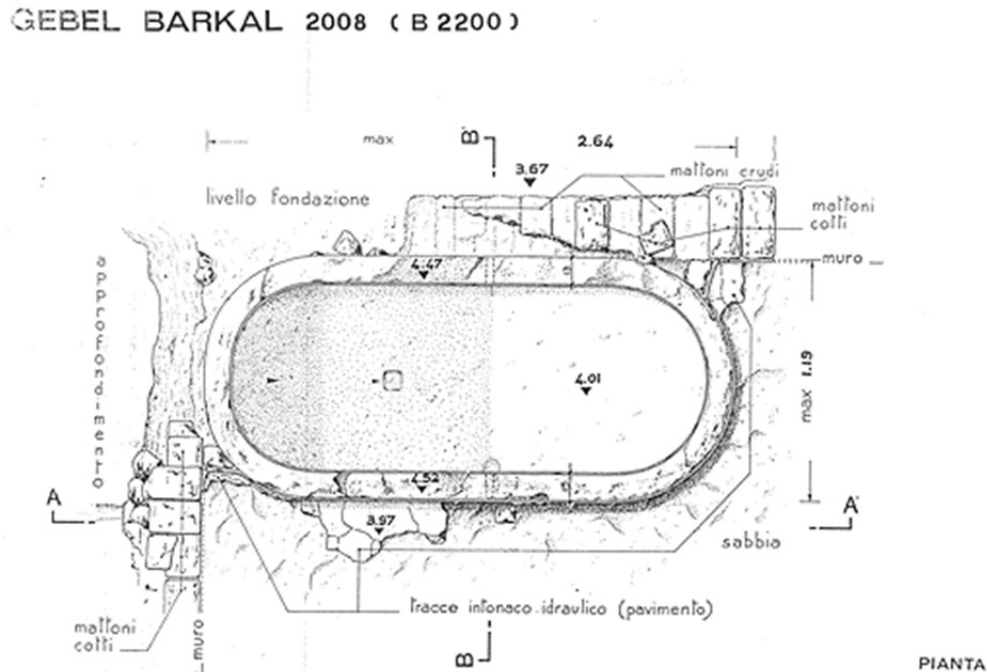 GEBEL BARKAL 2008 ( B 2200 )
B'
max
2.64
3.67
mattoni crudi
livello fondazione
mattoni
cotti
muro
approfondimento
4.47
4.01
max 1.19
4.52
A
A'
3.97
sabbia
tracce intonaco idraulico (pavimento)
mattoni
cotti
muro
B
PIANTA